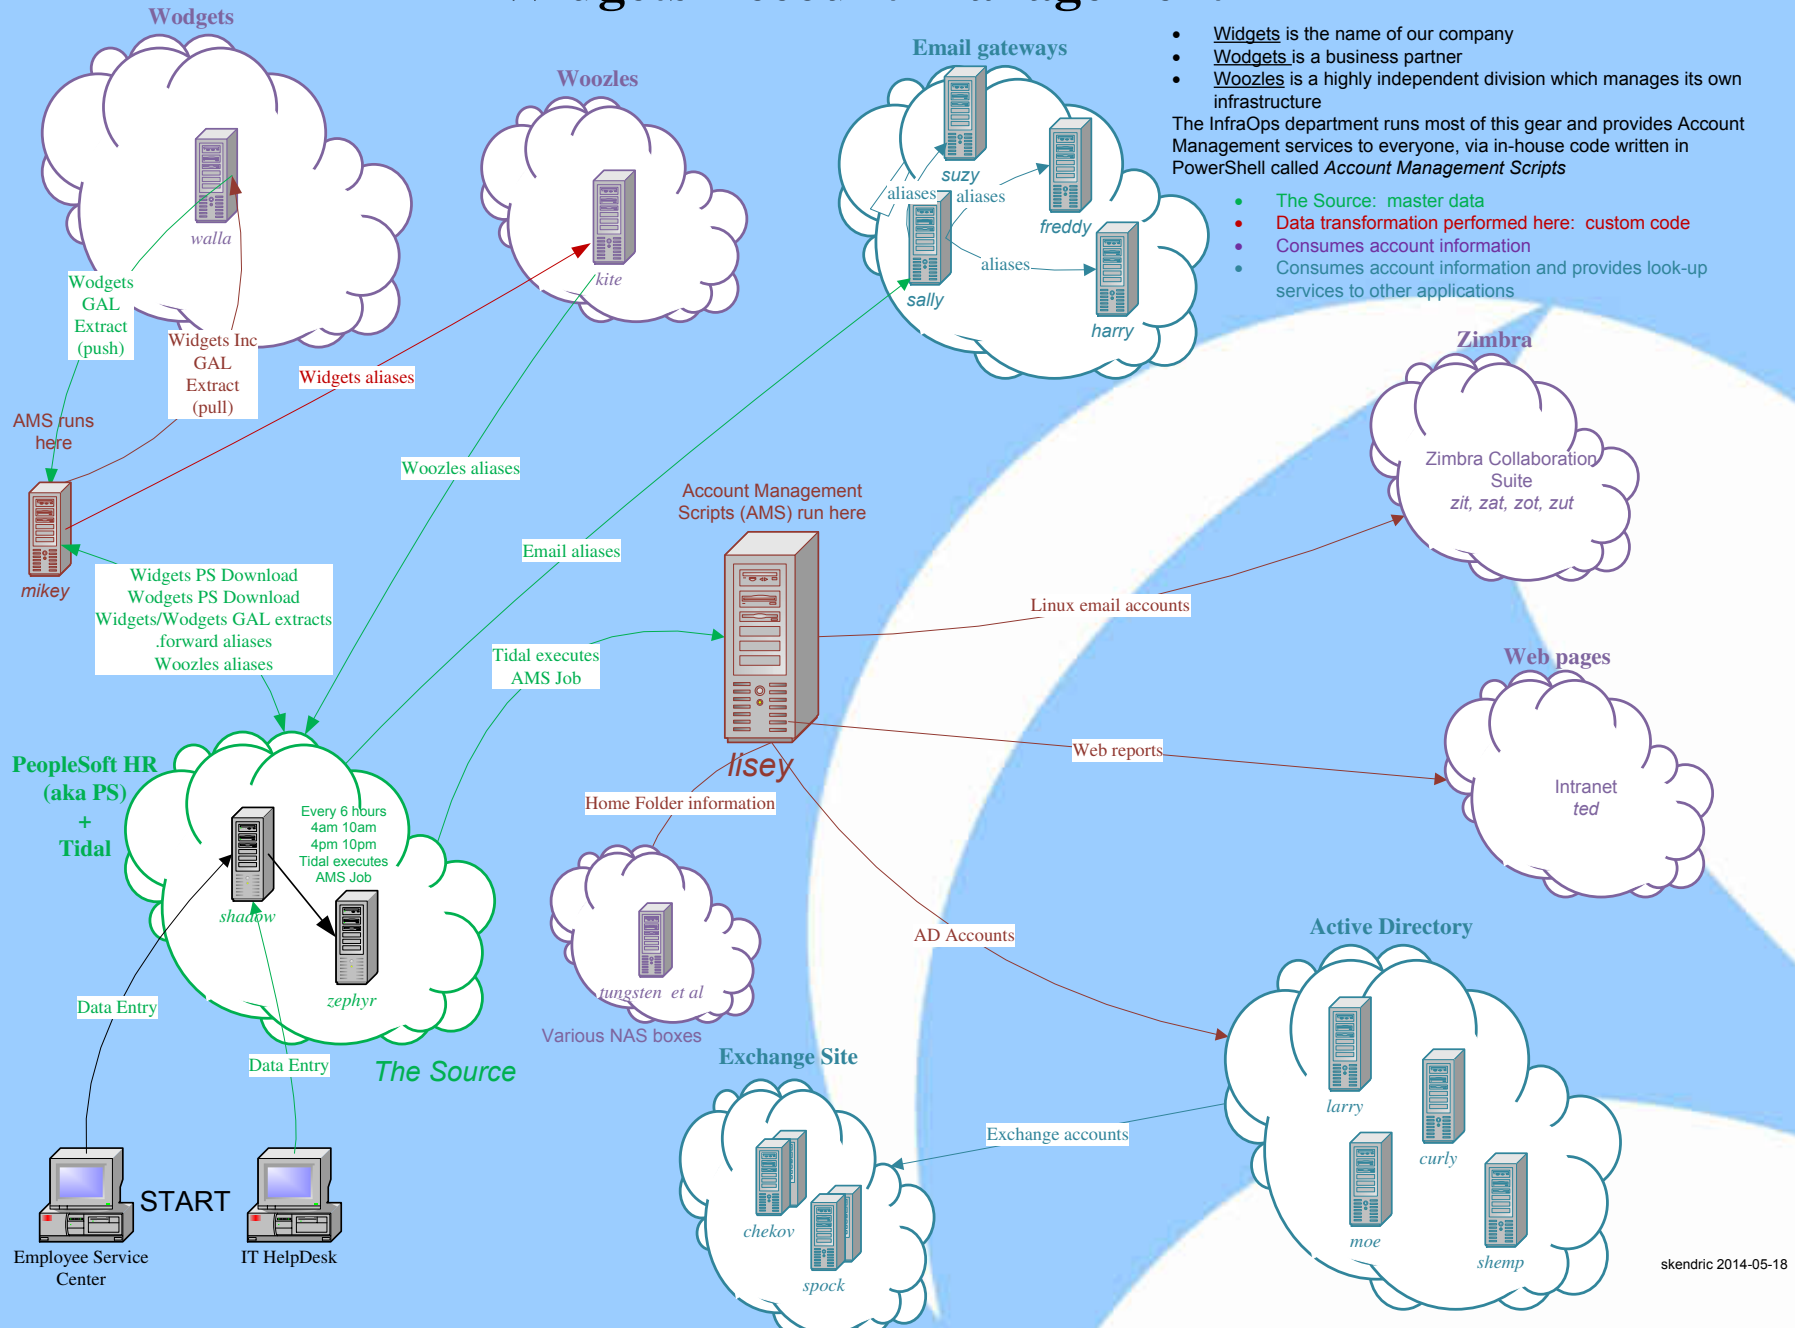 Wodgets
walla
Wodgets
GAL
Extract
(push)
Widgets Inc
GAL
Extract
(pull)
AMS runs
here
mikey
Woozles
kite
Widgets aliases
Woozles aliases
Email gateways
suzy
aliases
aliases
freddy
sally
aliases
harry
• Widgets is the name of our company
• Wodgets is a business partner
• Woozles is a highly independent division which manages its own
infrastructure
The InfraOps department runs most of this gear and provides Account
Management services to everyone, via in-house code written in
PowerShell called Account Management Scripts
• The Source: master data
• Data transformation performed here: custom code
• Consumes account information
• Consumes account information and provides look-up
services to other applications
Email aliases
Widgets PS Download
Wodgets PS Download
Widgets/Wodgets GAL extracts
.forward aliases
Woozles aliases
Tidal executes
AMS Job
Account Management
Scripts (AMS) run here
lisey
Linux email accounts
Web reports
Home Folder information
AD Accounts
Zimbra
Zimbra Collaboration
Suite
zit, zat, zot, zut
Web pages
Intranet
ted
PeopleSoft HR
(aka PS)
+
Tidal
Every 6 hours
4am 10am
4pm 10pm
Tidal executes
AMS Job
shadow
zephyr
The Source
Data Entry
Data Entry
START
Employee Service
Center
IT HelpDesk
tungsten et al
Various NAS boxes
Exchange Site
chekov
spock
Exchange accounts
Active Directory
larry
curly
moe
shemp
skendric 2014-05-18